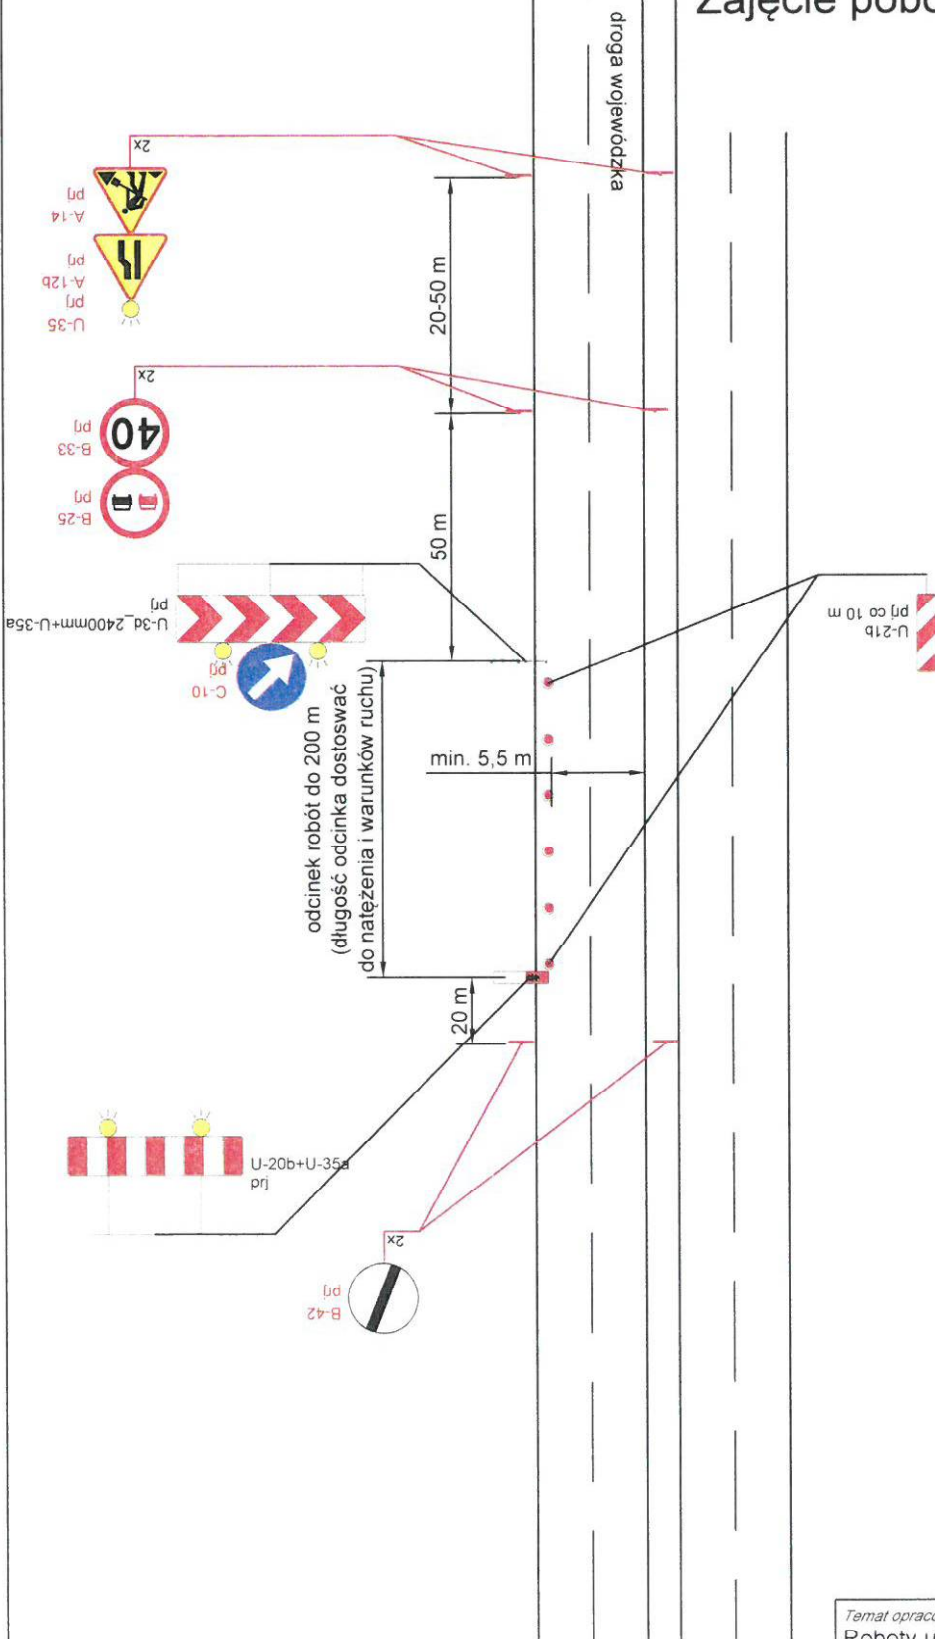 Zajęcie pobo
droga wojewódzka
2x
A-14
prj
A-12b
prj
U-35
prj
20-50 m
2x
40
B-33
prj
B-25
prj
50 m
U-3d_2400mm+U-35a
prj
C-10
prj
U-21b
prj co 10 m
odcinek robót do 200 m
(długość odcinka dostoswać
do natężenia i warunków ruchu)
min. 5,5 m
20 m
U-20b+U-35a
prj
2x
B-42
prj
Temat opraco
Roboty u